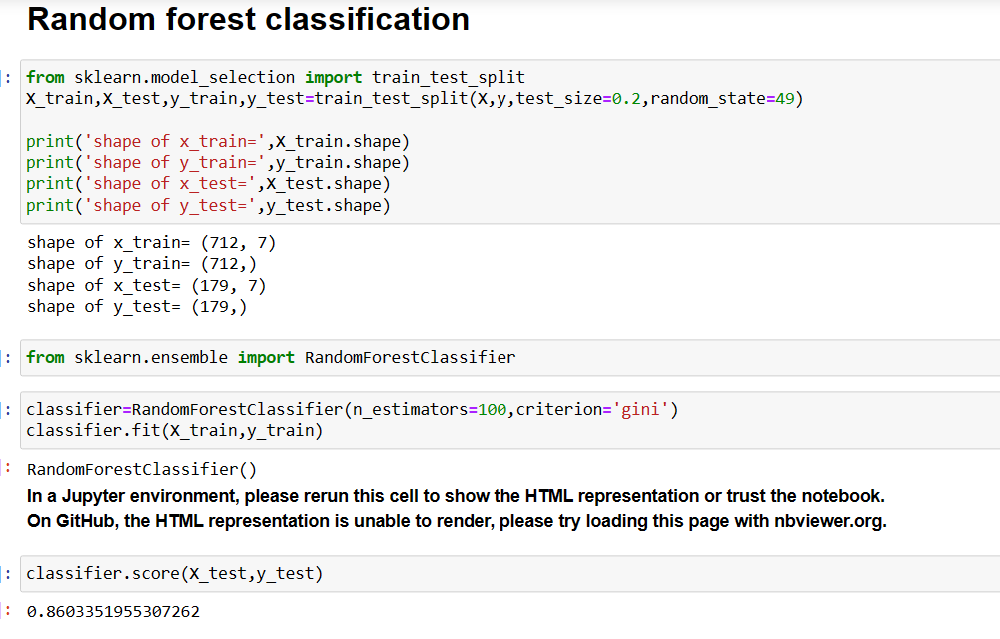 Random forest classification
]: from sklearn.model_selection import train_test_split
X_train,X_test,y_train,y_test=train_test_split(X,y,test_size=0.2,random_state=49)
print('shape of x_train=',X_train.shape)
print('shape of y_train=',y_train.shape)
print('shape of x_test=',X_test.shape)
print('shape of y_test=',y_test.shape)
shape of x_train= (712, 7)
shape of y_train= (712,)
shape of x_test= (179, 7)
shape of y_test= (179,)
]: from sklearn.ensemble import RandomForestClassifier
]: classifier=RandomForestClassifier(n_estimators=100,criterion='gini')
classifier.fit(X_train,y_train)
]: RandomForestClassifier()
In a Jupyter environment, please rerun this cell to show the HTML representation or trust the notebook.
On GitHub, the HTML representation is unable to render, please try loading this page with nbviewer.org.
]: classifier.score(X_test,y_test)
]: 0.8603351955307262